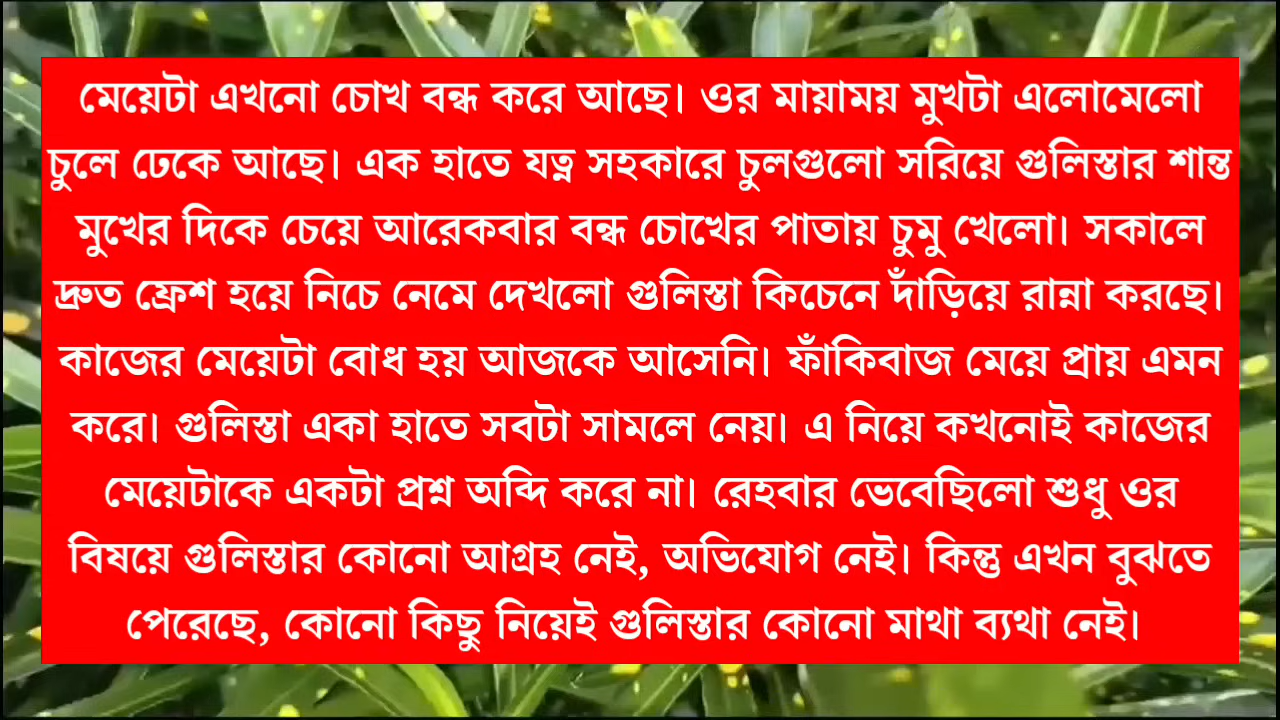 মেয়েটা এখনো চোখ বন্ধ করে আছে। ওর মায়াময় মুখটা এলোমেলো
চুলে ঢেকে আছে। এক হাতে যত্ন সহকারে চুলগুলো সরিয়ে গুলিস্তার শান্ত
মুখের দিকে চেয়ে আরেকবার বন্ধ চোখের পাতায় চুমু খেলো। সকালে
দ্রুত ফ্রেশ হয়ে নিচে নেমে দেখলো গুলিস্তা কিচেনে দাঁড়িয়ে রান্না করছে।
কাজের মেয়েটা বোধ হয় আজকে আসেনি। ফাঁকিবাজ মেয়ে প্রায় এমন
করে। গুলিস্তা একা হাতে সবটা সামলে নেয়। এ নিয়ে কখনোই কাজের
মেয়েটাকে একটা প্রশ্ন অব্দি করে না। রেহবার ভেবেছিলো শুধু ওর
বিষয়ে গুলিস্তার কোনো আগ্রহ নেই, অভিযোগ নেই। কিন্তু এখন বুঝতে
পেরেছে, কোনো কিছু নিয়েই গুলিস্তার কোনো মাথা ব্যথা নেই।